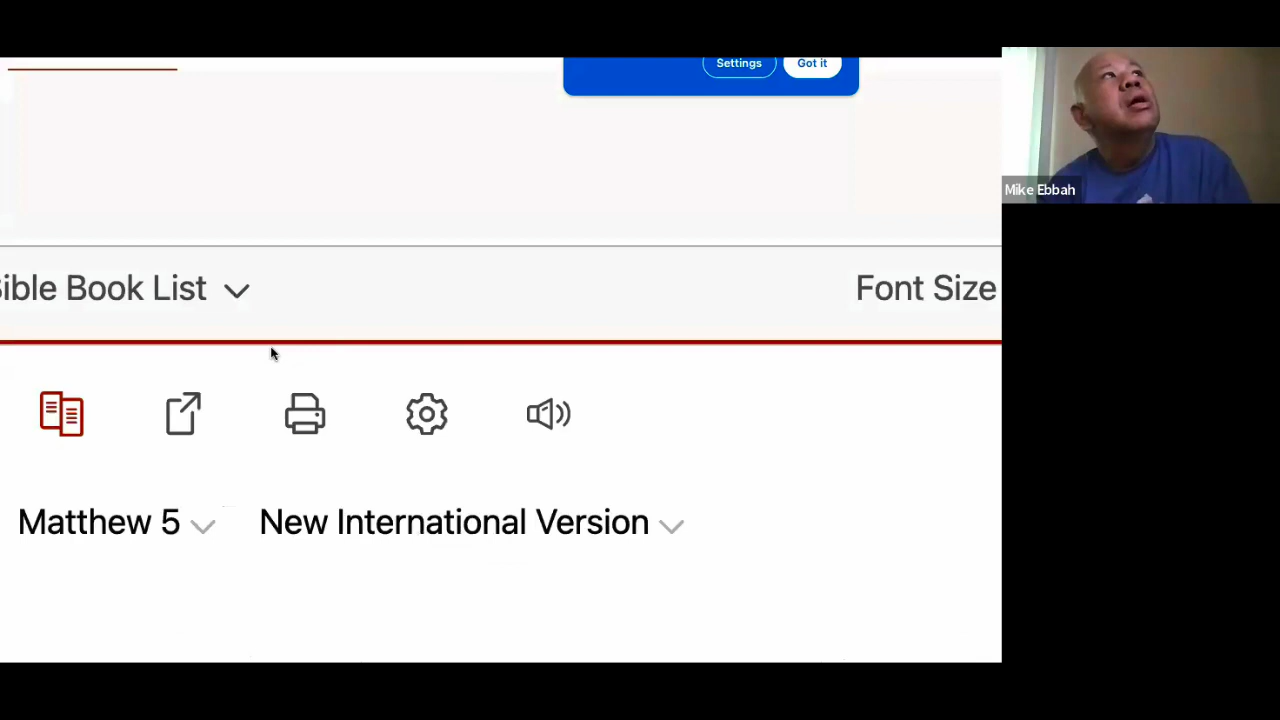 Settings Got it
Mike Ebbah
ible Book List
Font Size
Matthew 5
New International Version